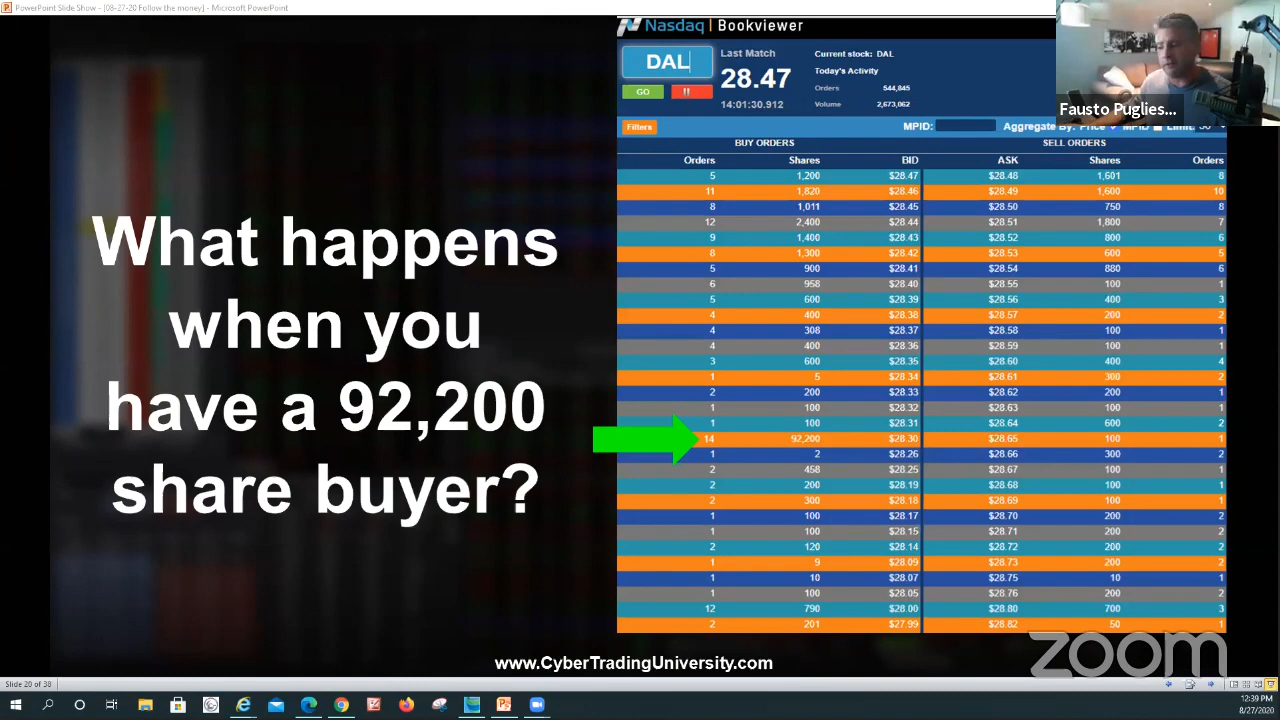 PowerPoint Slide Show - [08-27-20 Follow the money] - Microsoft PowerPoint
Nasdaq | Bookviewer
DAL
Last Match
28.47
14:01:30.912
GO
!!
Current stock: DAL
Today's Activity
Orders 544,845
Volume 2,673,062
Fausto Puglies...
Filters
MPID:
Aggregate By: Price MPID Limit:
BUY ORDERS SELL ORDERS
Orders Shares BID ASK Shares Orders
5 1,200 $28.47 $28.48 1,601 8
11 1,820 $28.46 $28.49 1,600 10
8 1,011 $28.45 $28.50 750 8
12 2,400 $28.44 $28.51 1,800 7
9 1,400 $28.43 $28.52 800 6
8 1,300 $28.42 $28.53 600 5
5 900 $28.41 $28.54 880 6
6 958 $28.40 $28.55 100 1
5 600 $28.39 $28.56 400 3
4 400 $28.38 $28.57 200 2
4 308 $28.37 $28.58 100 1
4 400 $28.36 $28.59 100 1
3 600 $28.35 $28.60 400 4
1 5 $28.34 $28.61 300 2
2 200 $28.33 $28.62 200 1
1 100 $28.32 $28.63 100 1
1 100 $28.31 $28.64 600 2
14 92,200 $28.30 $28.65 100 1
1 2 $28.26 $28.66 300 2
2 458 $28.25 $28.67 100 1
2 200 $28.19 $28.68 100 1
2 300 $28.18 $28.69 100 1
1 100 $28.17 $28.70 200 2
1 100 $28.15 $28.71 200 2
2 120 $28.14 $28.72 200 2
1 9 $28.09 $28.73 200 2
1 10 $28.07 $28.75 10 1
1 100 $28.05 $28.76 200 2
12 790 $28.00 $28.80 700 3
2 201 $27.99 $28.82 50 1
What happens
when you
have a 92,200
share buyer?
www.CyberTradingUniversity.com
zoom
Slide 20 of 38
12:39 PM
8/27/2020